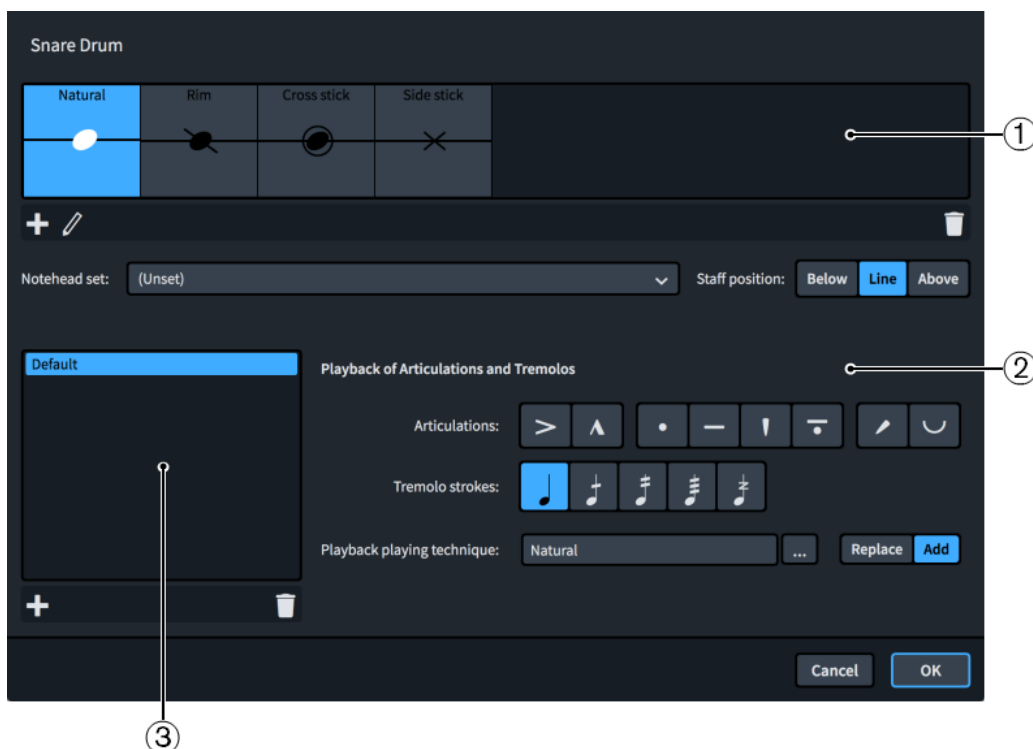 Snare Drum
Natural Rim Cross stick Side stick
①
Notehead set: (Unset) Staff position: Below Line Above
Default
Playback of Articulations and Tremolos
②
Articulations:
Tremolo strokes:
Playback playing technique: Natural ... Replace Add
Cancel OK
③